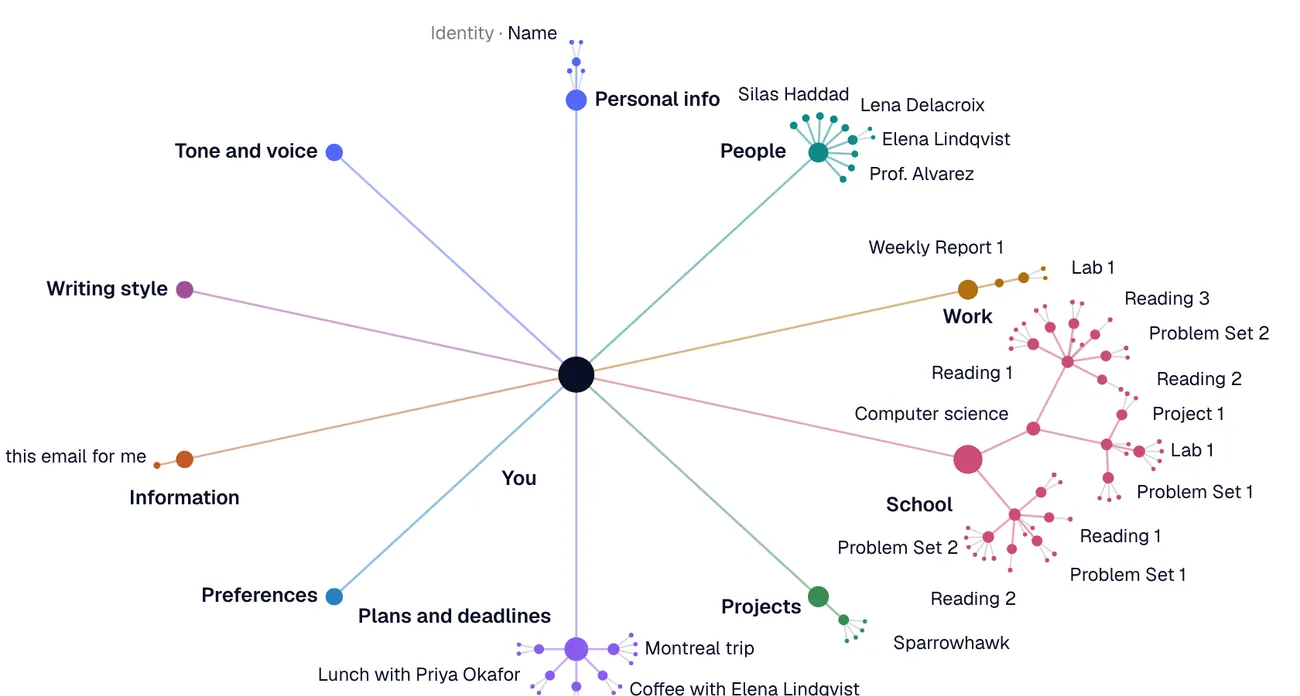 Identity · Name
Personal info
Silas Haddad
Lena Delacroix
Elena Lindqvist
People
Prof. Alvarez
Tone and voice
Weekly Report 1
Lab 1
Work
Reading 3
Problem Set 2
Reading 1
Reading 2
Writing style
Computer science
Project 1
Lab 1
Problem Set 1
School
this email for me
Information
You
Problem Set 2
Reading 1
Problem Set 1
Reading 2
Preferences
Plans and deadlines
Projects
Sparrowhawk
Montreal trip
Lunch with Priya Okafor
Coffee with Elena Lindqvist